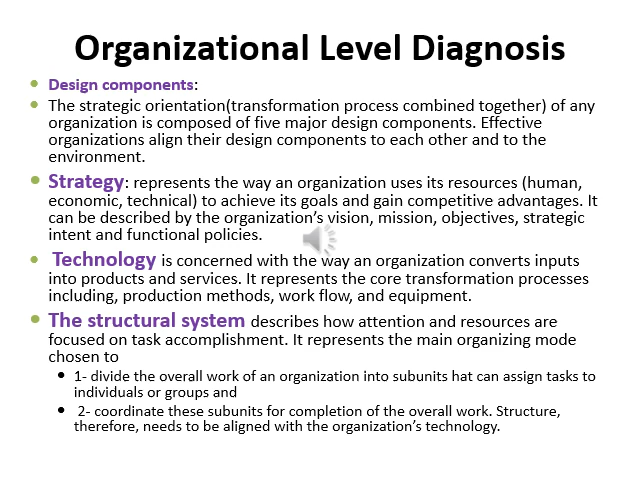 Organizational Level Diagnosis
Design components:
The strategic orientation(transformation process combined together) of any
organization is composed of five major design components. Effective
organizations align their design components to each other and to the
environment.
Strategy: represents the way an organization uses its resources (human,
economic, technical) to achieve its goals and gain competitive advantages. It
can be described by the organization's vision, mission, objectives, strategic
intent and functional policies.
Technology is concerned with the way an organization converts inputs
into products and services. It represents the core transformation processes
including, production methods, work flow, and equipment.
The structural system describes how attention and resources are
focused on task accomplishment. It represents the main organizing mode
chosen to
1- divide the overall work of an organization into subunits hat can assign tasks to
individuals or groups and
2- coordinate these subunits for completion of the overall work. Structure,
therefore, needs to be aligned with the organization's technology.